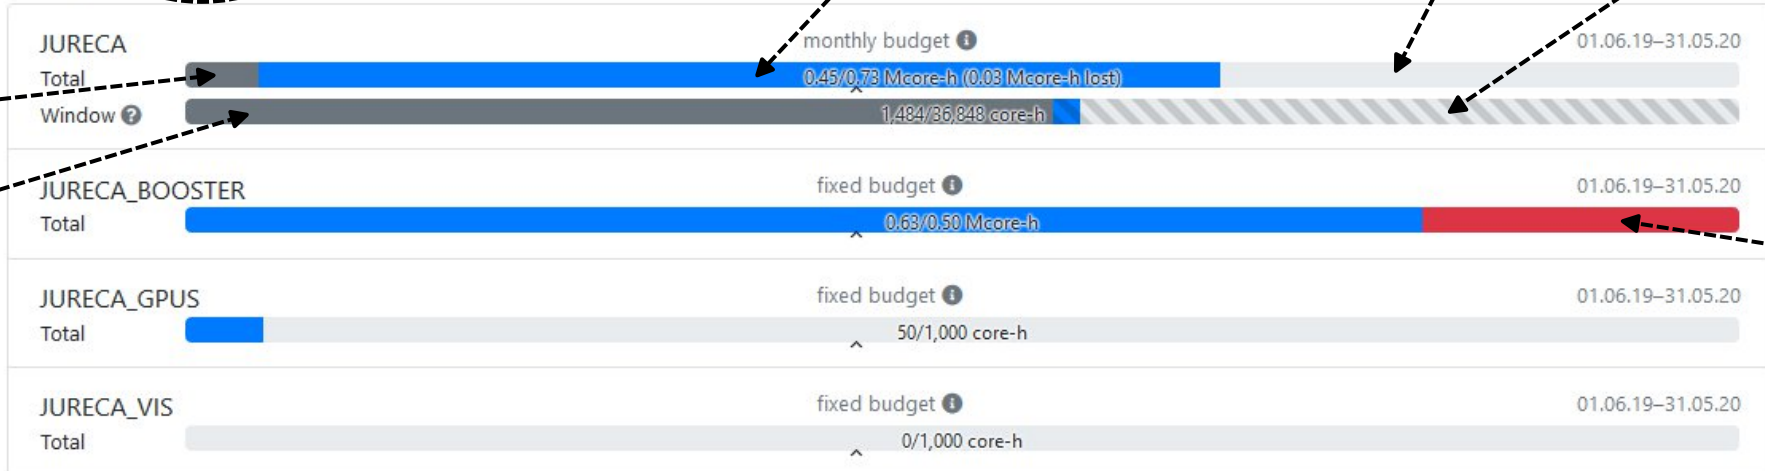 JURECA monthly budget 01.06.19–31.05.20
Total 0.45/0.73 Mcore-h (0.03 Mcore-h lost)
Window 1,484/36,848 core-h
JURECA_BOOSTER fixed budget 01.06.19–31.05.20
Total 0.63/0.50 Mcore-h
JURECA_GPUS fixed budget 01.06.19–31.05.20
Total 50/1,000 core-h
JURECA_VIS fixed budget 01.06.19–31.05.20
Total 0/1,000 core-h